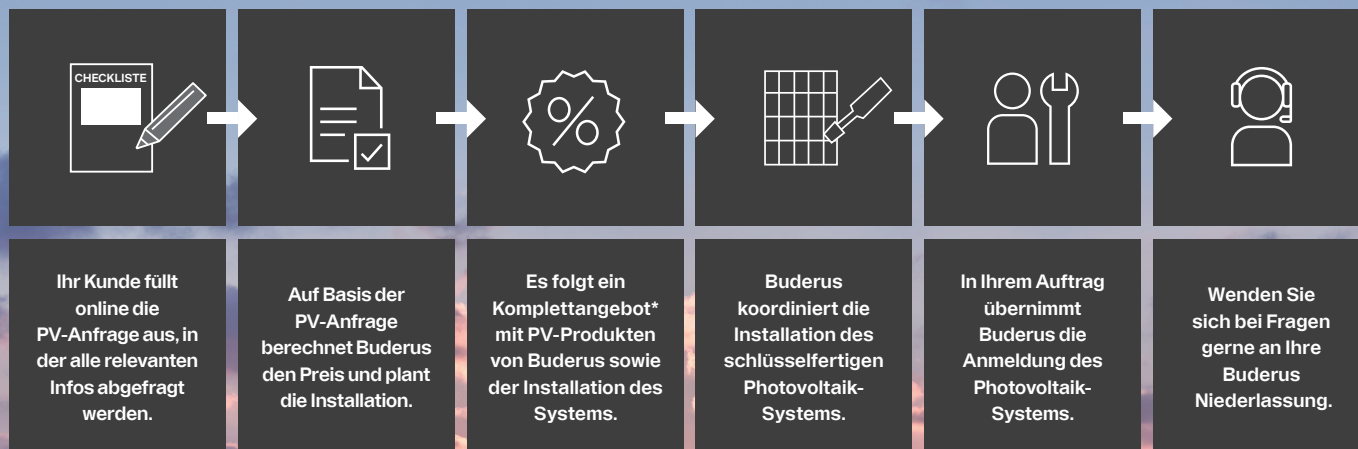 CHECKLISTE
Ihr Kunde füllt
online die
PV-Anfrage aus, in
der alle relevanten
Infos abgefragt
werden.
Auf Basis der
PV-Anfrage
berechnet Buderus
den Preis und plant
die Installation.
Es folgt ein
Komplettangebot*
mit PV-Produkten
von Buderus sowie
der Installation des
Systems.
Buderus
koordiniert die
Installation des
schlüsselfertigen
Photovoltaik-
Systems.
In Ihrem Auftrag
übernimmt
Buderus die
Anmeldung des
Photovoltaik-
Systems.
Wenden Sie
sich bei Fragen
gerne an Ihre
Buderus
Niederlassung.